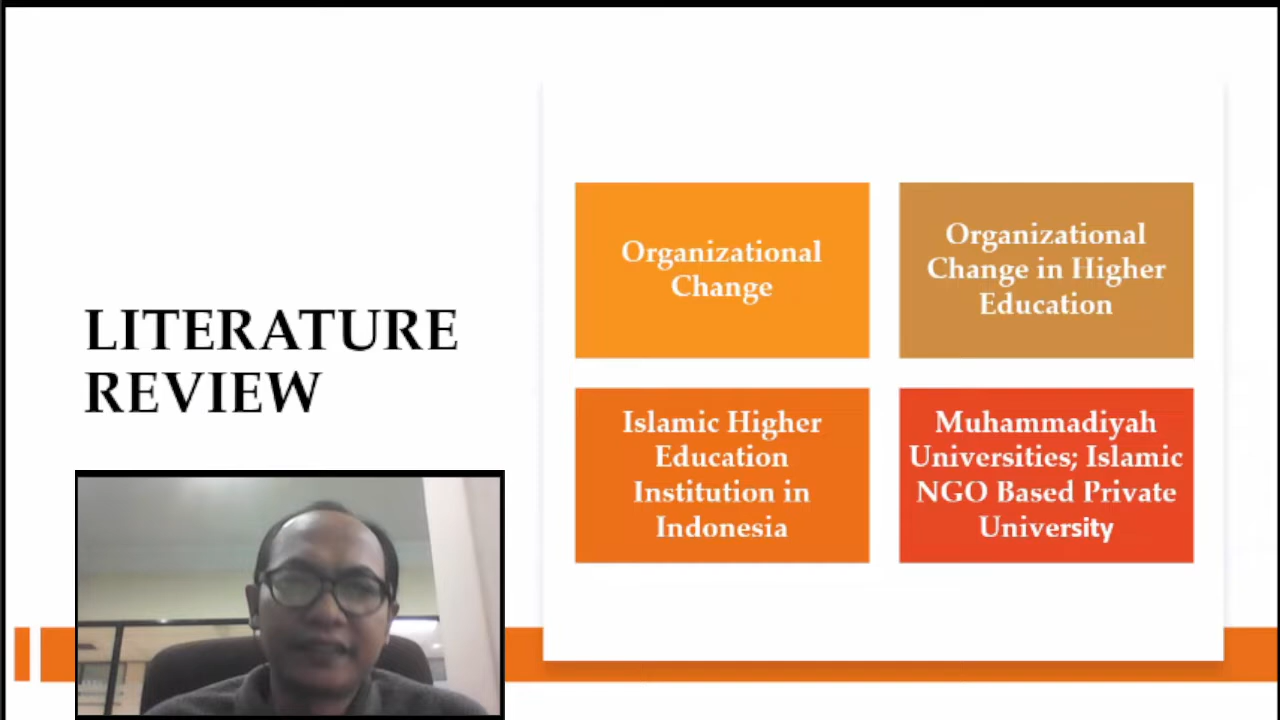 LITERATURE
REVIEW
Organizational
Change
Organizational
Change in Higher
Education
Islamic Higher
Education
Institution in
Indonesia
Muhammadiyah
Universities; Islamic
NGO Based Private
University